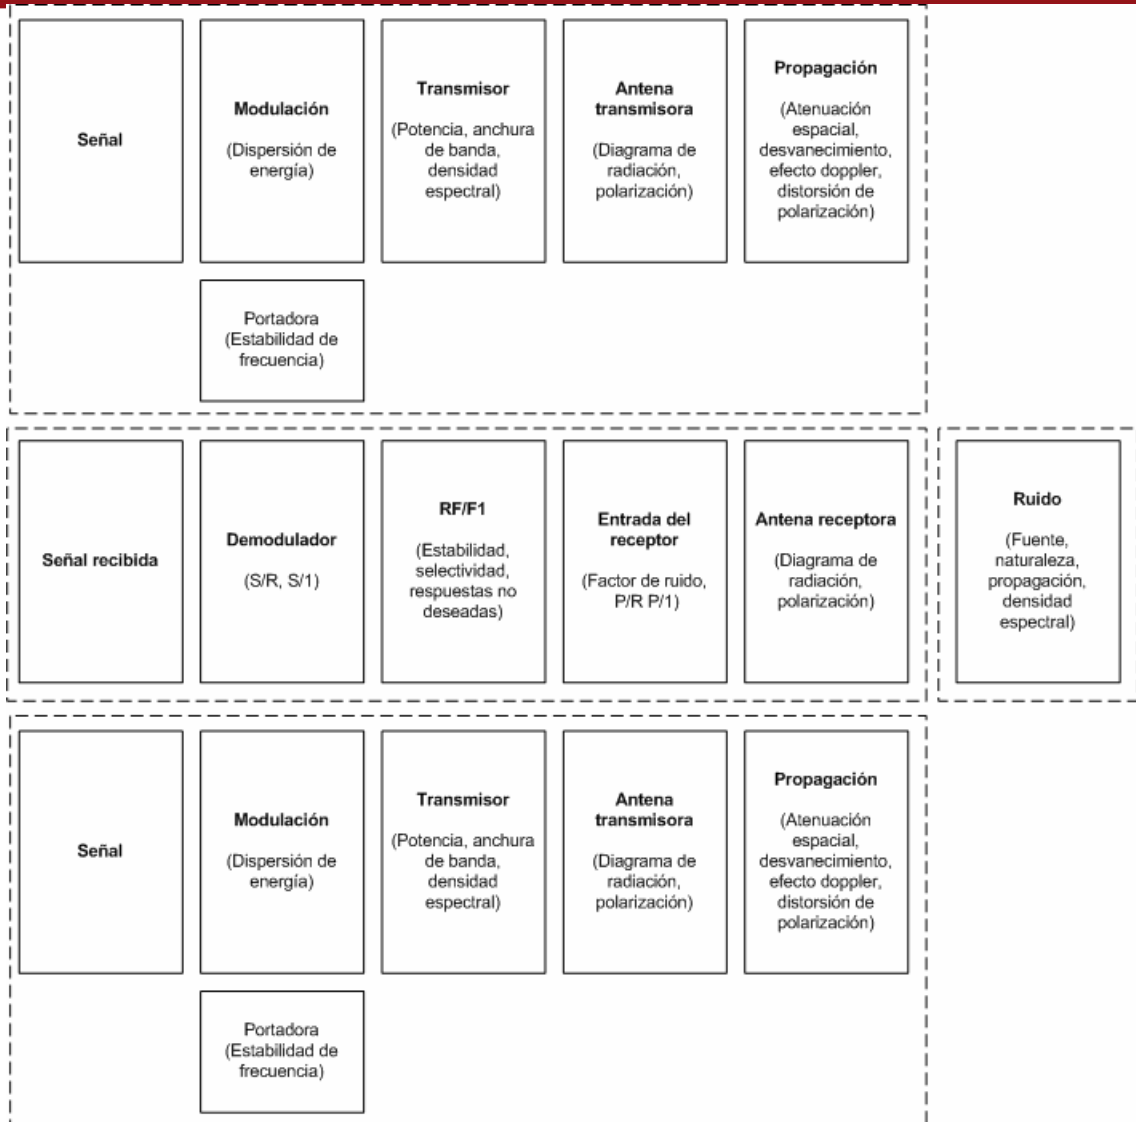 Señal
Modulación
(Dispersión de
energía)
Transmisor
(Potencia, anchura
de banda,
densidad
espectral)
Antena
transmisora
(Diagrama de
radiación,
polarización)
Propagación
(Atenuación
espacial,
desvanecimiento,
efecto doppler,
distorsión de
polarización)
Portadora
(Estabilidad de
frecuencia)
Señal recibida
Demodulador
(S/R, S/1)
RF/F1
(Estabilidad,
selectividad,
respuestas no
deseadas)
Entrada del
receptor
(Factor de ruido,
P/R P/1)
Antena receptora
(Diagrama de
radiación,
polarización)
Ruido
(Fuente,
naturaleza,
propagación,
densidad
espectral)
Señal
Modulación
(Dispersión de
energía)
Transmisor
(Potencia, anchura
de banda,
densidad
espectral)
Antena
transmisora
(Diagrama de
radiación,
polarización)
Propagación
(Atenuación
espacial,
desvanecimiento,
efecto doppler,
distorsión de
polarización)
Portadora
(Estabilidad de
frecuencia)